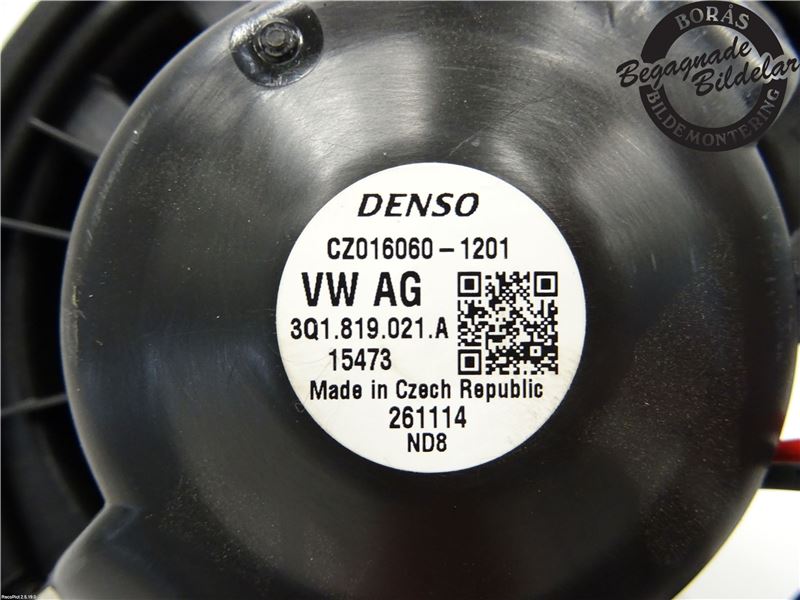 BORÅS
Begagnade
Bildelar
BILDEMONTERING
DENSO
CZ016060-1201
VW AG
3Q1.819.021.A
15473
Made in Czech Republic
261114
ND8